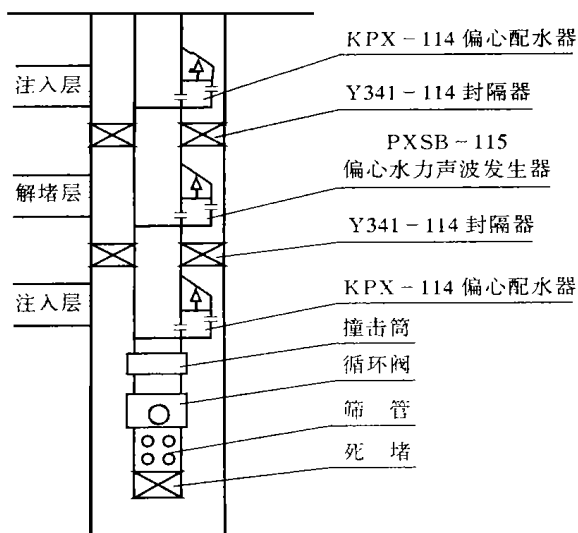 KPX－114 偏心配水器
注入层
Y341－114 封隔器
PXSB－115
偏心水力声波发生器
解堵层
Y341－114 封隔器
注入层
KPX－114 偏心配水器
撞击筒
循环阀
筛 管
死 堵